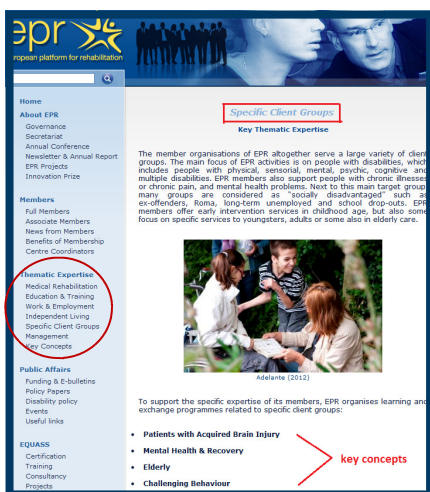 epr
european platform for rehabilitation
Home
About EPR
Governance
Secretariat
Annual Conference
Newsletter & Annual Report
EPR Projects
Innovation Prize
Members
Full Members
Associate Members
News from Members
Benefits of Membership
Centre Coordinators
Thematic Expertise
Medical Rehabilitation
Education & Training
Work & Employment
Independent Living
Specific Client Groups
Management
Key Concepts
Public Affairs
Funding & E-bulletins
Policy Papers
Disability policy
Events
Useful links
EQUASS
Certification
Training
Consultancy
Projects
Specific Client Groups
Key Thematic Expertise
The member organisations of EPR altogether serve a large variety of client
groups. The main focus of EPR activities is on people with disabilities, which
includes people with physical, sensorial, mental, psychic, cognitive and
multiple disabilities. EPR members also support people with chronic illnesses
or chronic pain, and mental health problems. Next to this main target group,
many groups are considered as "socially disadvantaged" such as
ex-offenders, Roma, long-term unemployed and school drop-outs. EPR
members offer early intervention services in childhood age, but also some
focus on specific services to youngsters, adults or some also in elderly care.
Adelante (2012)
To support the specific expertise of its members, EPR organises learning and
exchange programmes related to specific client groups:
• Patients with Acquired Brain Injury
• Mental Health & Recovery
• Elderly
• Challenging Behaviour
key concepts